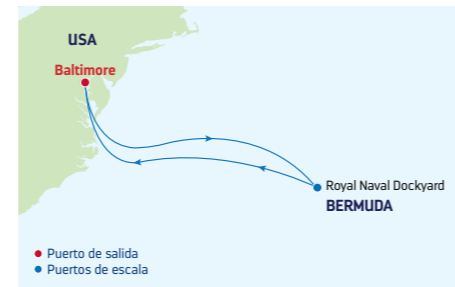 USA
Baltimore
Royal Naval Dockyard
BERMUDA
Puerto de salida
Puertos de escala